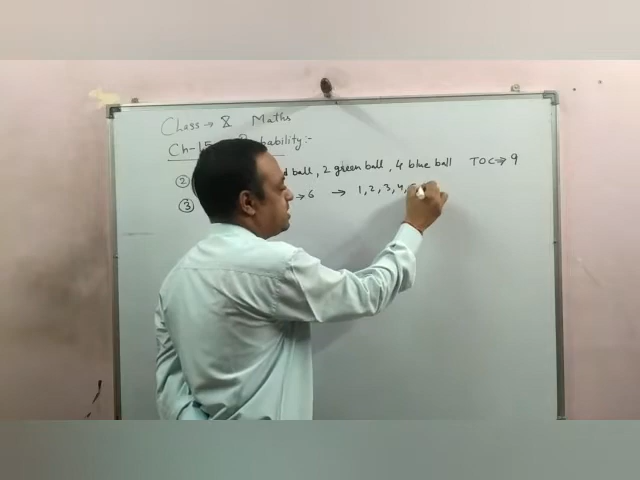 Class → 8 Maths
Ch-15 Probability:-
② ball, 2 green ball, 4 blue ball TOC → 9
③ → 6 → 1, 2, 3, 4,